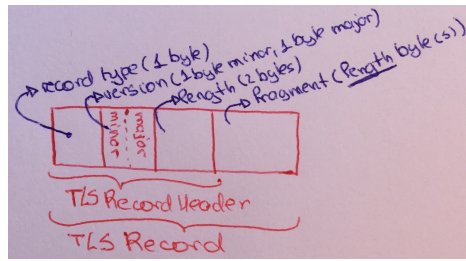 record type (1 byte)
version (1 byte minor, 1 byte major)
length (2 bytes)
fragment (length byte(s))
minor
major
TLS Record Header
TLS Record